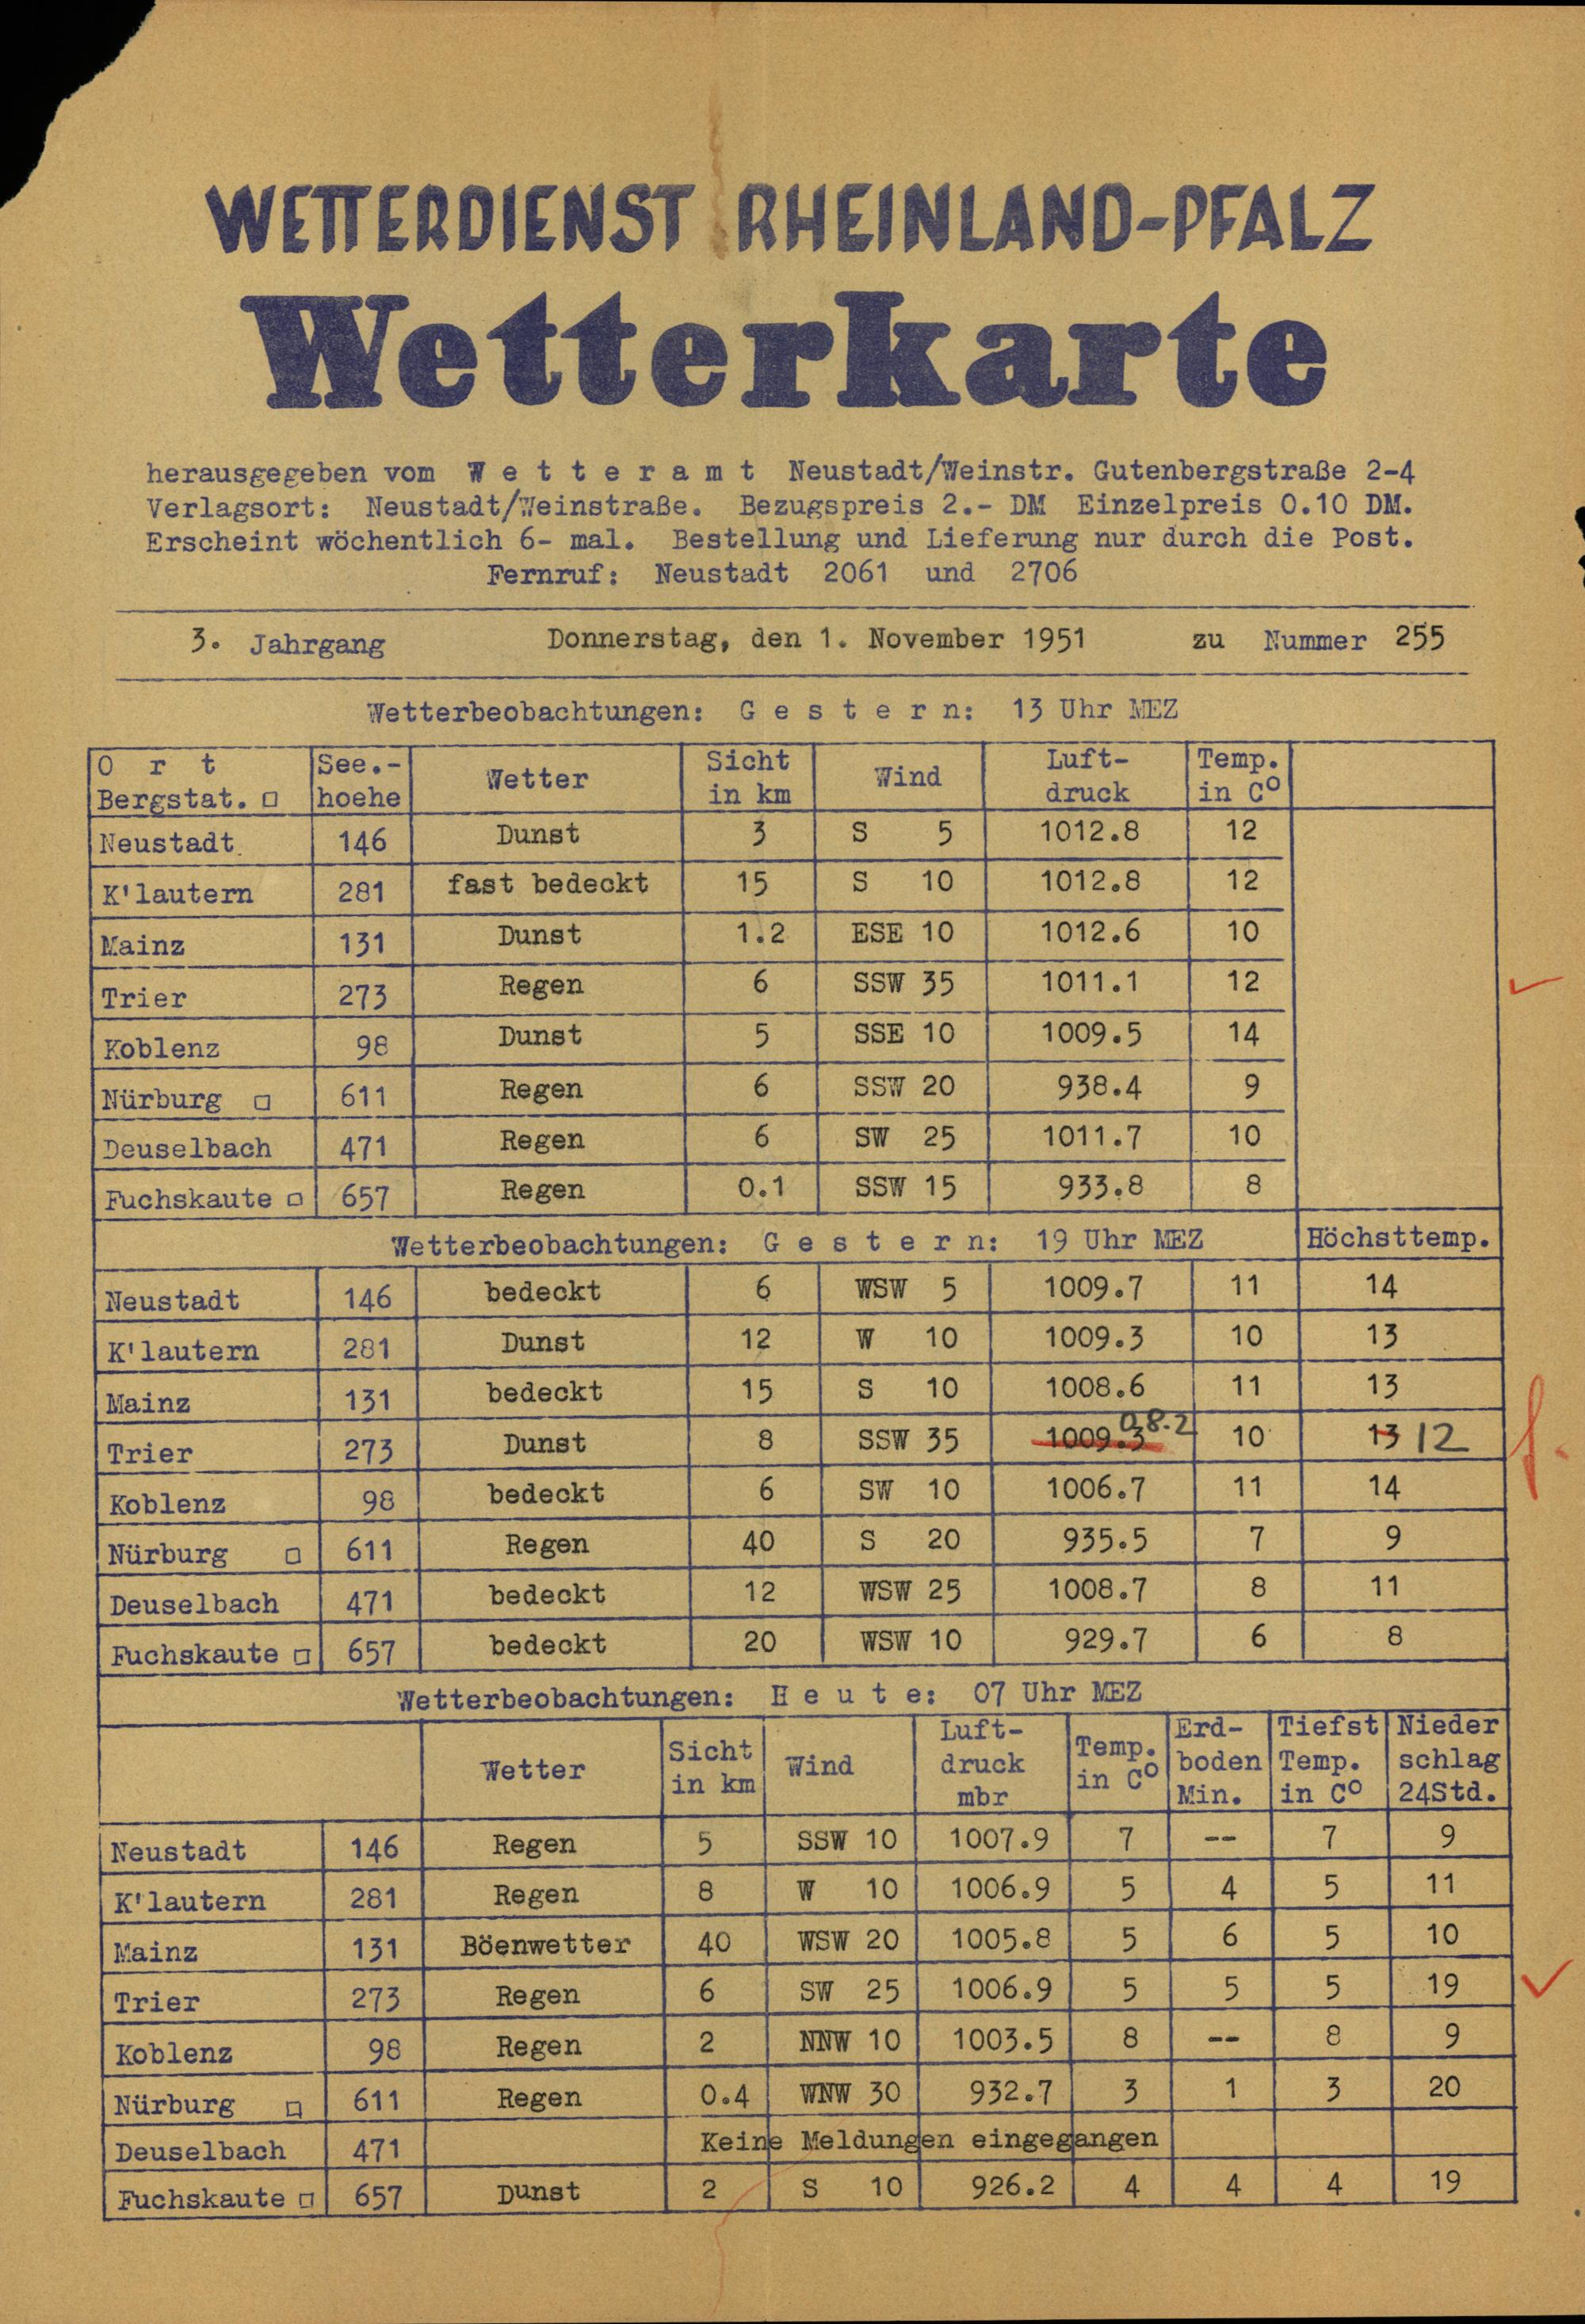 WETTERDIENST RHEINLAND-PFALZ
Wetterkarte
herausgegeben vom W e t t e r a m t Neustadt/Weinstr. Gutenbergstraße 2-4
Verlagsort: Neustadt/Weinstraße. Bezugspreis 2.- DM Einzelpreis 0.10 DM.
Erscheint wöchentlich 6- mal. Bestellung und Lieferung nur durch die Post.
Fernruf: Neustadt 2061 und 2706
3. Jahrgang Donnerstag, den 1. November 1951 zu Nummer 255
Wetterbeobachtungen: G e s t e r n: 13 Uhr MEZ
O r t See.- Wetter Sicht Wind Luft- Temp.
Bergstat. □ hoehe in km druck in C°
Neustadt 146 Dunst 3 S 5 1012.8 12
K'lautern 281 fast bedeckt 15 S 10 1012.8 12
Mainz 131 Dunst 1.2 ESE 10 1012.6 10
Trier 273 Regen 6 SSW 35 1011.1 12
Koblenz 98 Dunst 5 SSE 10 1009.5 14
Nürburg □ 611 Regen 6 SSW 20 938.4 9
Deuselbach 471 Regen 6 SW 25 1011.7 10
Fuchskaute □ 657 Regen 0.1 SSW 15 933.8 8
Wetterbeobachtungen: G e s t e r n: 19 Uhr MEZ Höchsttemp.
Neustadt 146 bedeckt 6 WSW 5 1009.7 11 14
K'lautern 281 Dunst 12 W 10 1009.3 10 13
Mainz 131 bedeckt 15 S 10 1008.6 11 13
Trier 273 Dunst 8 SSW 35 1009.3 08.2 10 13 12
Koblenz 98 bedeckt 6 SW 10 1006.7 11 14
Nürburg □ 611 Regen 40 S 20 935.5 7 9
Deuselbach 471 bedeckt 12 WSW 25 1008.7 8 11
Fuchskaute □ 657 bedeckt 20 WSW 10 929.7 6 8
Wetterbeobachtungen: H e u t e: 07 Uhr MEZ
Wetter Sicht Wind Luft- Temp. Erd- Tiefst Nieder
in km druck in C° boden Temp. schlag
mbr Min. in C° 24Std.
Neustadt 146 Regen 5 SSW 10 1007.9 7 -- 7 9
K'lautern 281 Regen 8 W 10 1006.9 5 4 5 11
Mainz 131 Böenwetter 40 WSW 20 1005.8 5 6 5 10
Trier 273 Regen 6 SW 25 1006.9 5 5 5 19
Koblenz 98 Regen 2 NNW 10 1003.5 8 -- 8 9
Nürburg □ 611 Regen 0.4 WNW 30 932.7 3 1 3 20
Deuselbach 471 Keine Meldungen eingegangen
Fuchskaute □ 657 Dunst 2 S 10 926.2 4 4 4 19